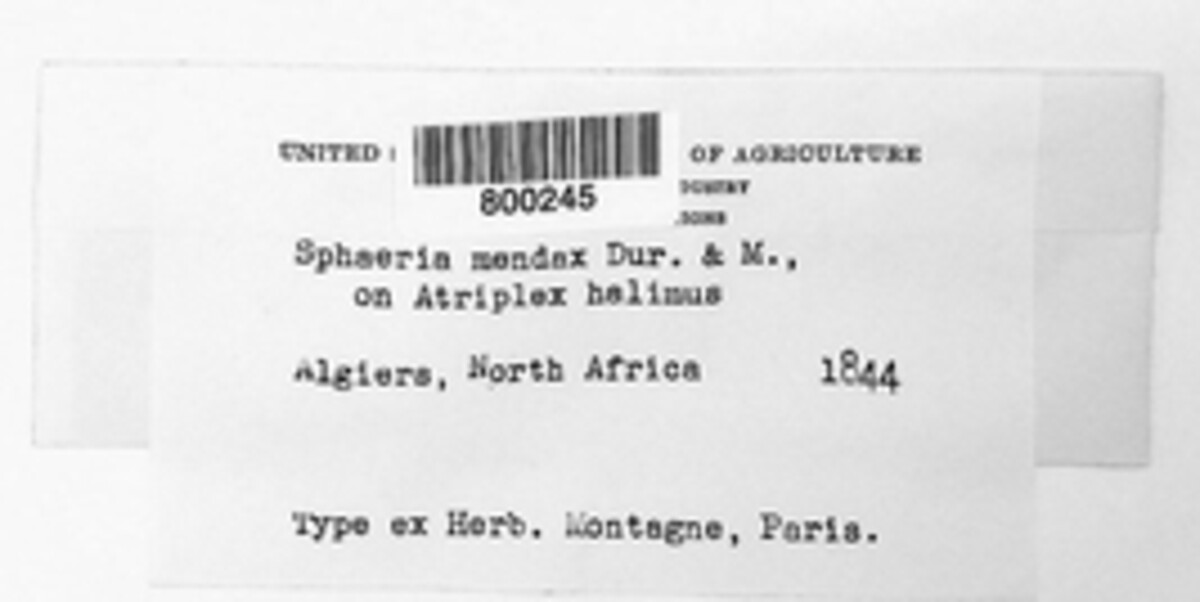 UNITED OF AGRICULTURE
800245
Sphaeria mendax Dur. & M.,
on Atriplex halimus
Algiers, North Africa 1844
Type ex Herb. Montagne, Paris.